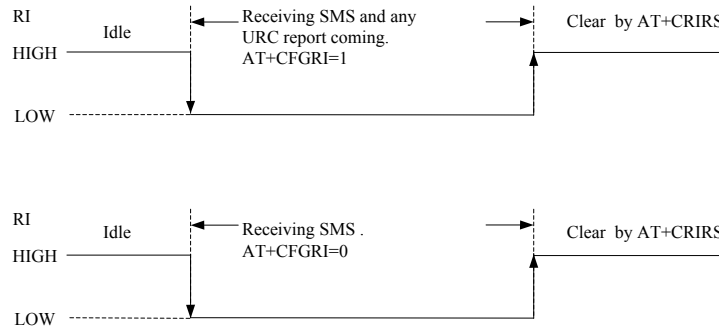 RI
Idle
Receiving SMS and any
URC report coming.
AT+CFGRI=1
Clear by AT+CRIRS
HIGH
LOW
RI
Idle
Receiving SMS .
AT+CFGRI=0
Clear by AT+CRIRS
HIGH
LOW